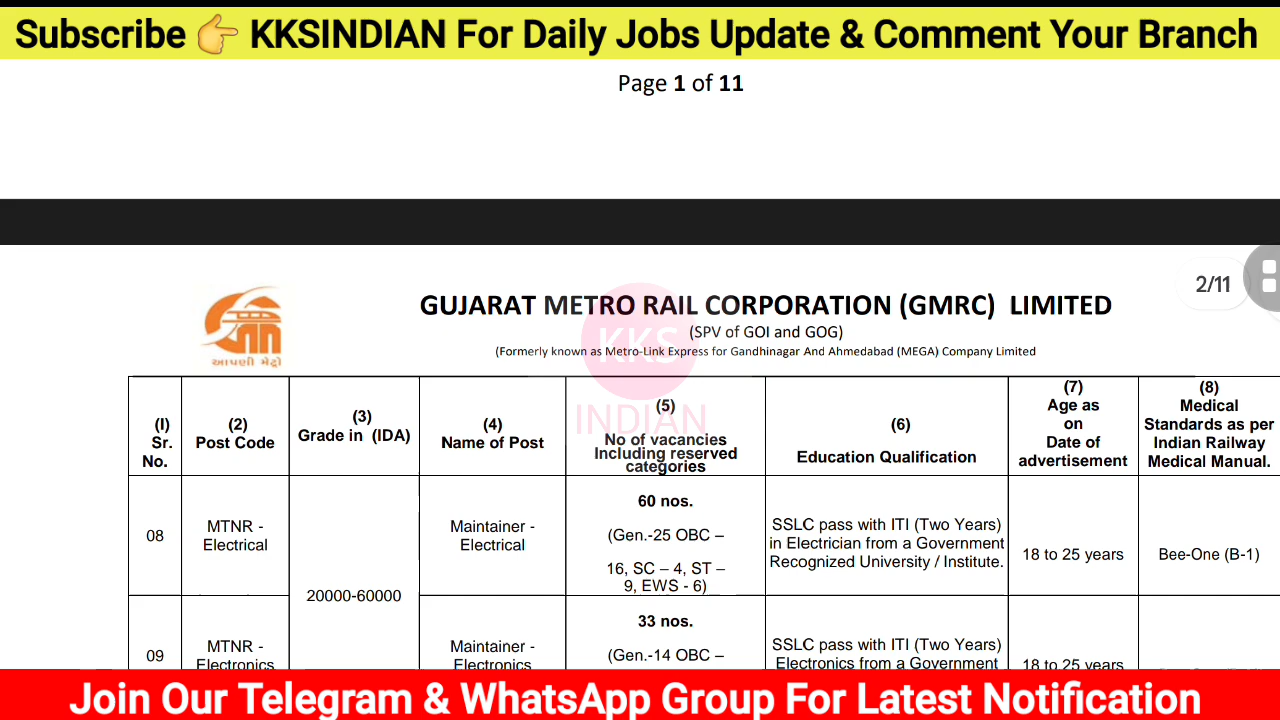 Subscribe 👉 KKSINDIAN For Daily Jobs Update & Comment Your Branch
Page 1 of 11
2/11
આપણી મેટ્રો
GUJARAT METRO RAIL CORPORATION (GMRC) LIMITED
(SPV of GOI and GOG)
(Formerly known as Metro-Link Express for Gandhinagar And Ahmedabad (MEGA) Company Limited
KKS
INDIAN
(I)
Sr.
No.
(2)
Post Code
(3)
Grade in (IDA)
(4)
Name of Post
(5)
No of vacancies
Including reserved
categories
(6)
Education Qualification
(7)
Age as
on
Date of
advertisement
(8)
Medical
Standards as per
Indian Railway
Medical Manual.
08
MTNR -
Electrical
20000-60000
Maintainer -
Electrical
60 nos.
(Gen.-25 OBC –
16, SC – 4, ST –
9, EWS - 6)
SSLC pass with ITI (Two Years)
in Electrician from a Government
Recognized University / Institute.
18 to 25 years
Bee-One (B-1)
09
MTNR -
Electronics
Maintainer -
Electronics
33 nos.
(Gen.-14 OBC –
SSLC pass with ITI (Two Years)
Electronics from a Government
18 to 25 years
Join Our Telegram & WhatsApp Group For Latest Notification